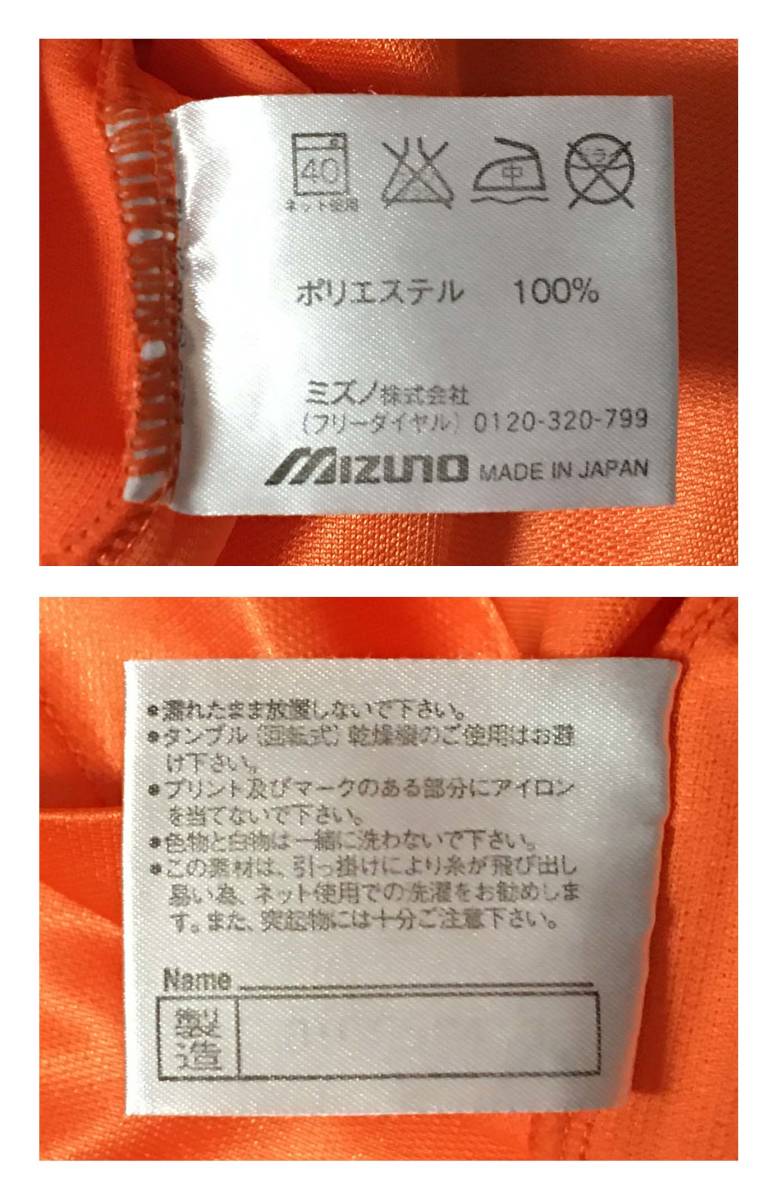 40
中
ネット使用
ポリエステル 100%
ミズノ株式会社
(フリーダイヤル) 0120-320-799
MIZUNO MADE IN JAPAN
●濡れたまま放置しないで下さい。
●タンブル(回転式)乾燥機のご使用はお避
け下さい。
●プリント及びマークのある部分にアイロン
を当てないで下さい。
●色物と白物は一緒に洗わないで下さい。
●この素材は、引っ掛けにより糸が飛び出し
易い為、ネット使用での洗濯をお勧めしま
す。また、突起物には十分ご注意下さい。
Name
製造